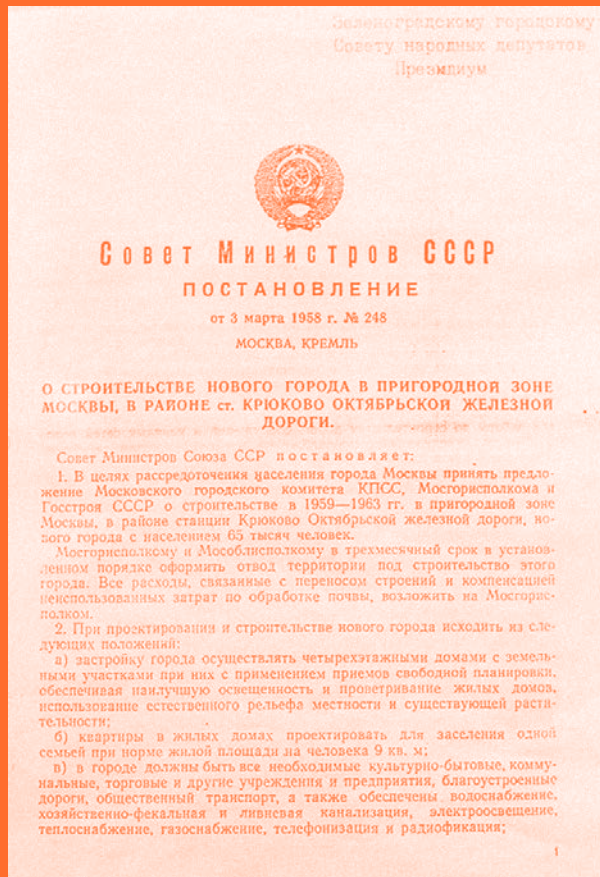 Зеленоградскому городскому
Совету народных депутатов
Президиум
Совет Министров СССР
ПОСТАНОВЛЕНИЕ
от 3 марта 1958 г. № 248
МОСКВА, КРЕМЛЬ
О СТРОИТЕЛЬСТВЕ НОВОГО ГОРОДА В ПРИГОРОДНОЙ ЗОНЕ
МОСКВЫ, В РАЙОНЕ ст. КРЮКОВО ОКТЯБРЬСКОЙ ЖЕЛЕЗНОЙ
ДОРОГИ.
Совет Министров Союза ССР постановляет:
1. В целях рассредоточения населения города Москвы принять предло-
жение Московского городского комитета КПСС, Мосгорисполкома и
Госстроя СССР о строительстве в 1959—1963 гг. в пригородной зоне
Москвы, в районе станции Крюково Октябрьской железной дороги, но-
вого города с населением 65 тысяч человек.
Мосгорисполкому и Мособлисполкому в трехмесячный срок в установ-
ленном порядке оформить отвод территории под строительство этого
города. Все расходы, связанные с переносом строений и компенсацией
неиспользованных затрат по обработке почвы, возложить на Мосгорис-
полком.
2. При проектировании и строительстве нового города исходить из сле-
дующих положений:
а) застройку города осуществлять четырехэтажными домами с земель-
ными участками при них с применением приемов свободной планировки,
обеспечивая наилучшую освещенность и проветривание жилых домов,
использование естественного рельефа местности и существующей расти-
тельности;
б) квартиры в жилых домах проектировать для заселения одной
семьей при норме жилой площади на человека 9 кв. м;
в) в городе должны быть все необходимые культурно-бытовые, комму-
нальные, торговые и другие учреждения и предприятия, благоустроенные
дороги, общественный транспорт, а также обеспечены водоснабжение,
хозяйственно-фекальная и ливневая канализация, электроосвещение,
теплоснабжение, газоснабжение, телефонизация и радиофикация;
1